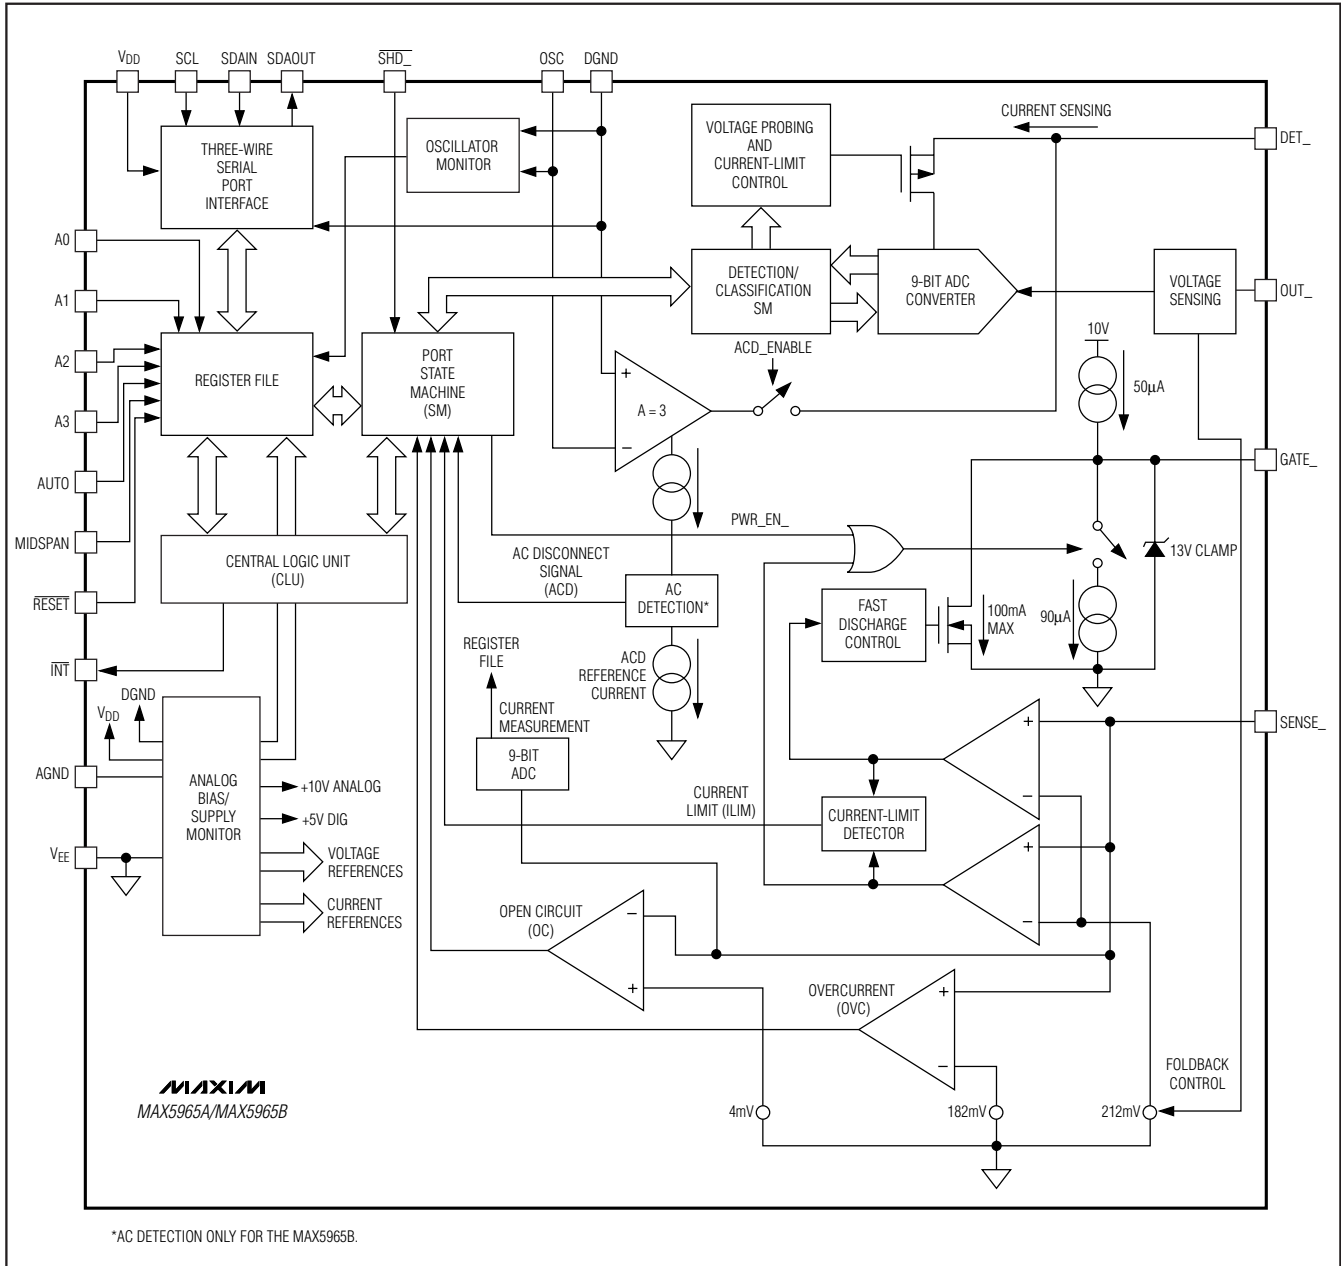 VDD
SCL
SDAIN
SDAOUT
SHD_
OSC
DGND
THREE-WIRE
SERIAL
PORT
INTERFACE
OSCILLATOR
MONITOR
VOLTAGE PROBING
AND
CURRENT-LIMIT
CONTROL
CURRENT SENSING
DET_
A0
A1
A2
A3
AUTO
MIDSPAN
RESET
INT
REGISTER FILE
PORT
STATE
MACHINE
(SM)
DETECTION/
CLASSIFICATION
SM
9-BIT ADC
CONVERTER
VOLTAGE
SENSING
OUT_
ACD_ENABLE
+
A = 3
−
10V
50µA
GATE_
PWR_EN_
13V CLAMP
CENTRAL LOGIC UNIT
(CLU)
AC DISCONNECT
SIGNAL
(ACD)
AC
DETECTION*
FAST
DISCHARGE
CONTROL
100mA
MAX
90µA
REGISTER
FILE
ACD
REFERENCE
CURRENT
CURRENT
MEASUREMENT
9-BIT
ADC
DGND
VDD
AGND
VEE
ANALOG
BIAS/
SUPPLY
MONITOR
+10V ANALOG
+5V DIG
VOLTAGE
REFERENCES
CURRENT
REFERENCES
SENSE_
+
−
CURRENT
LIMIT (ILIM)
CURRENT-LIMIT
DETECTOR
+
−
OPEN CIRCUIT
(OC)
−
+
OVERCURRENT
(OVC)
+
−
FOLDBACK
CONTROL
4mV
182mV
212mV
MAXIM
MAX5965A/MAX5965B
*AC DETECTION ONLY FOR THE MAX5965B.